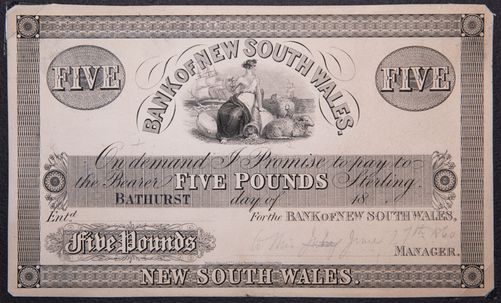 BANK OF NEW SOUTH WALES.
FIVE FIVE
On demand I Promise to pay to
the Bearer FIVE POUNDS Sterling.
BATHURST day of 18
Entd For the BANK OF NEW SOUTH WALES,
Five Pounds
MANAGER.
NEW SOUTH WALES.